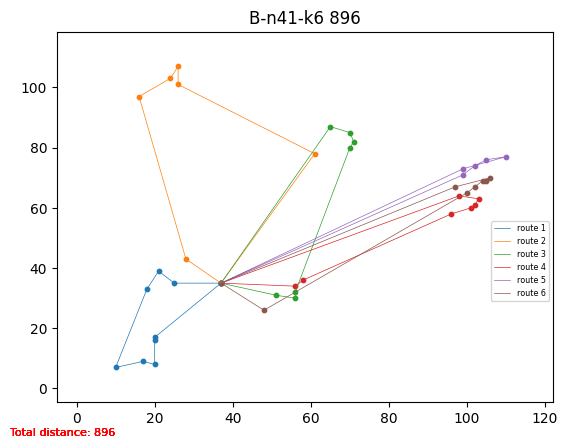 B-n41-k6 896
100
80
60
40
20
0
route 1
route 2
route 3
route 4
route 5
route 6
0 20 40 60 80 100 120
Total distance: 896